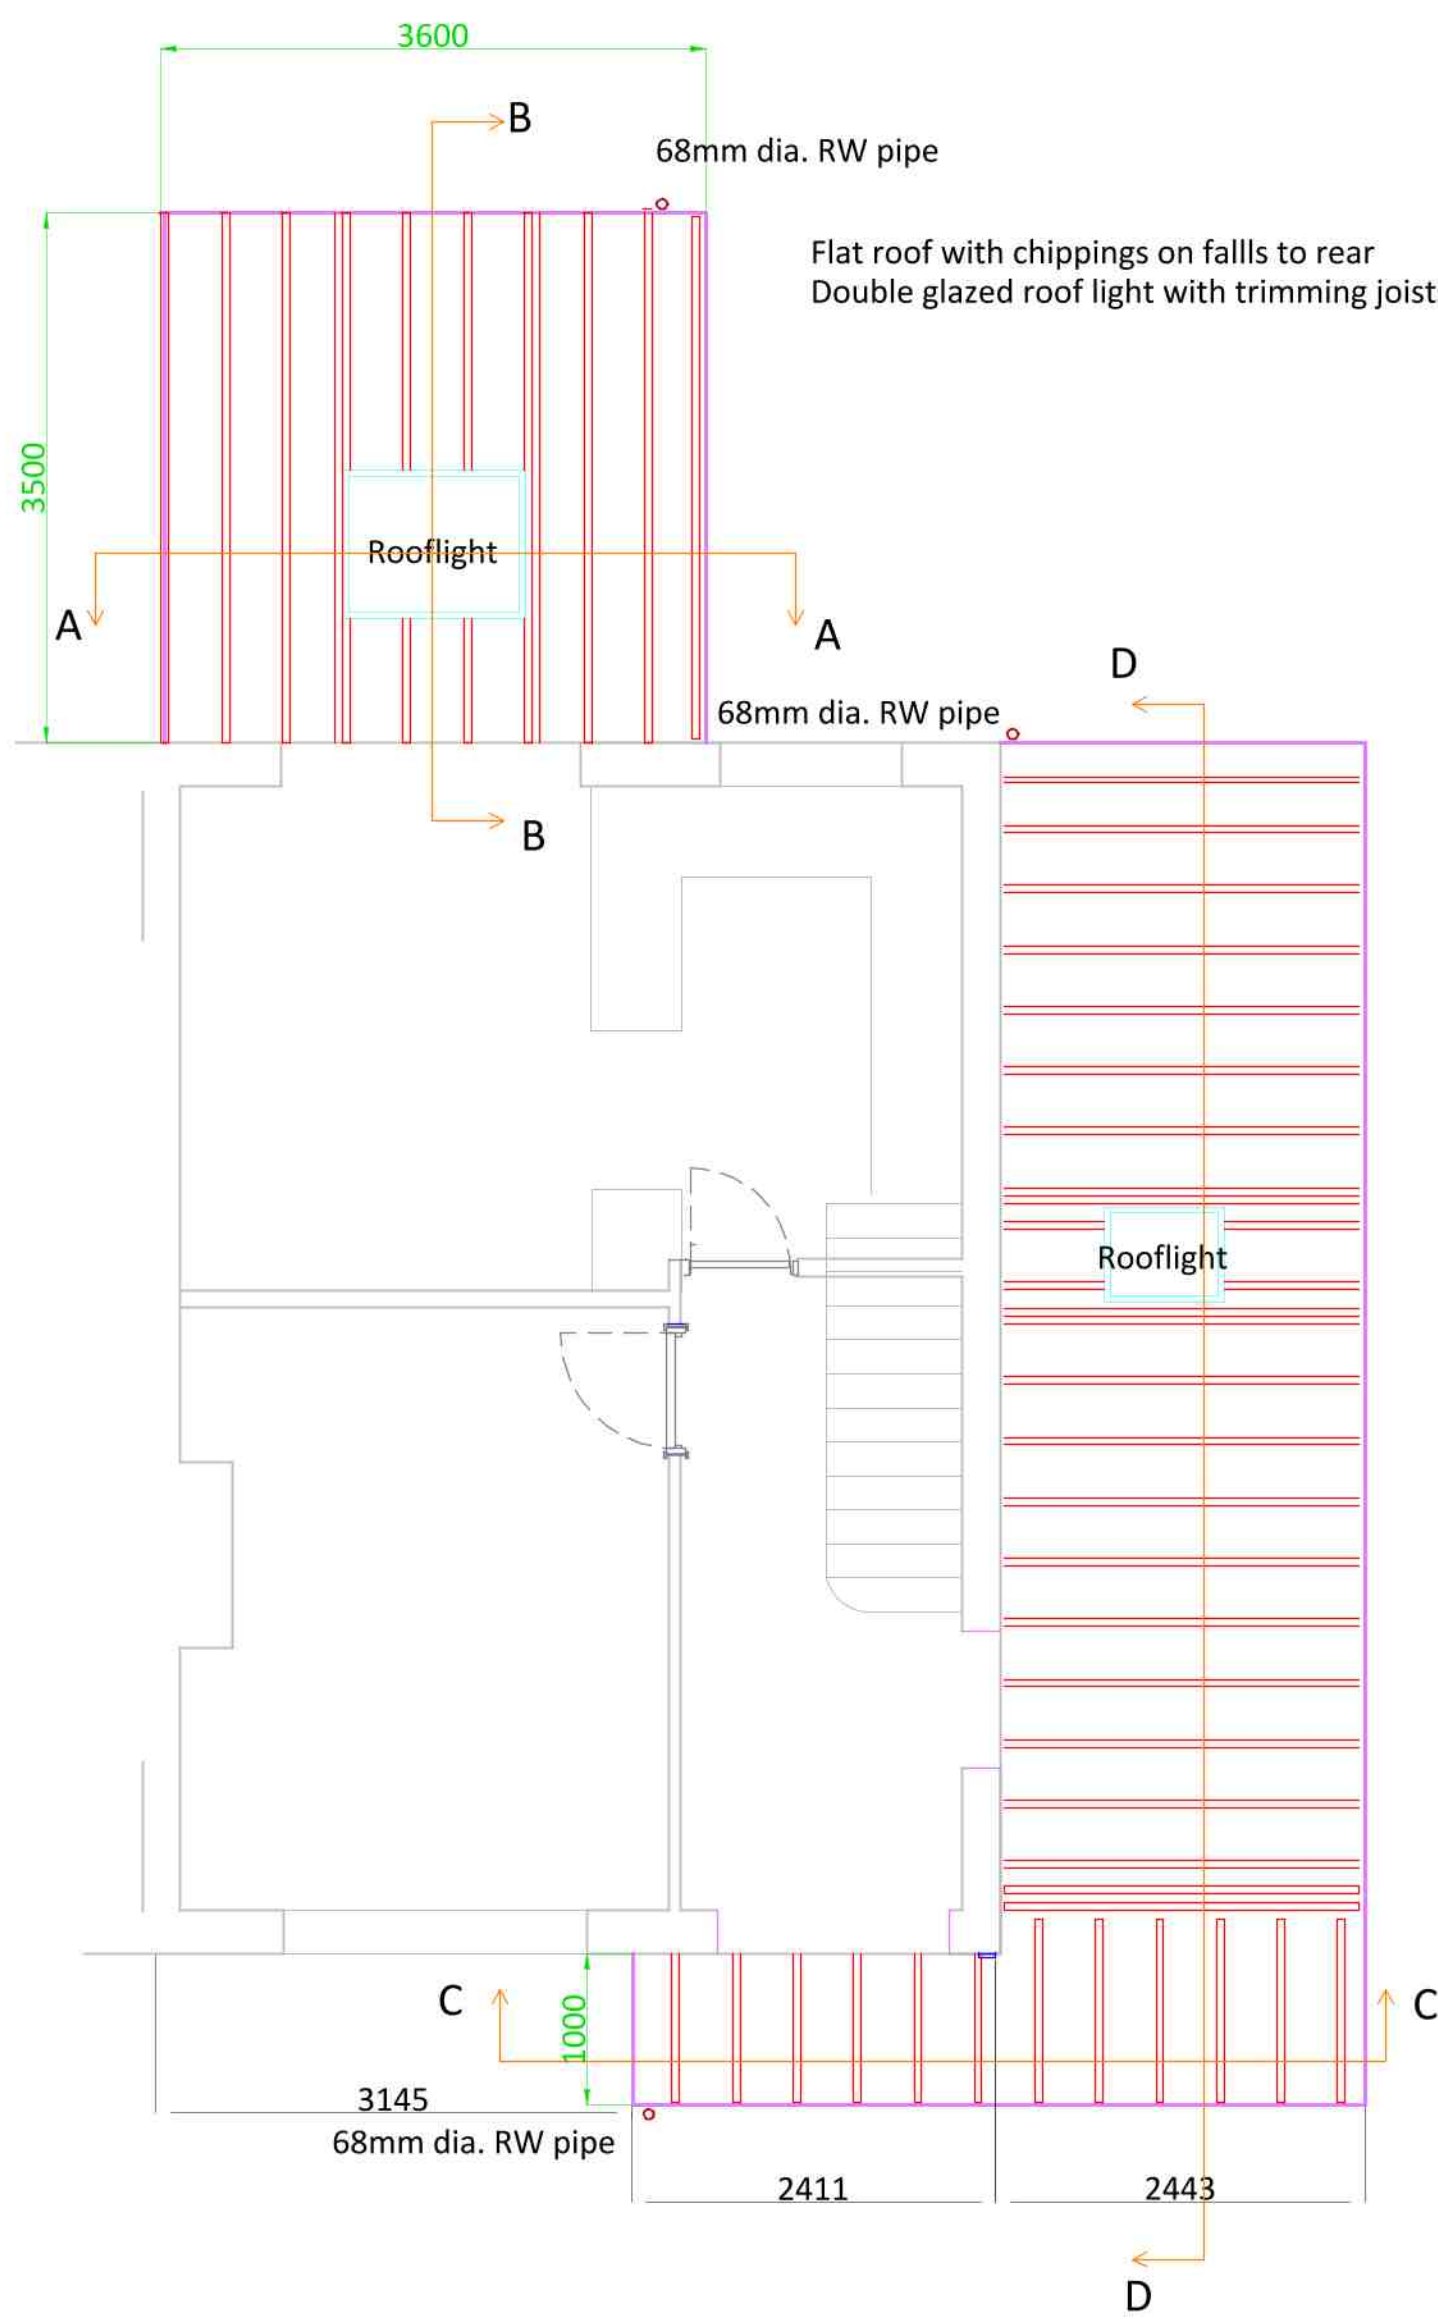 3600
B
68mm dia. RW pipe
Flat roof with chippings on fallls to rear
Double glazed roof light with trimming joist
3500
Rooflight
A
A
D
68mm dia. RW pipe
B
Rooflight
C
1000
C
3145
68mm dia. RW pipe
2411
2443
D